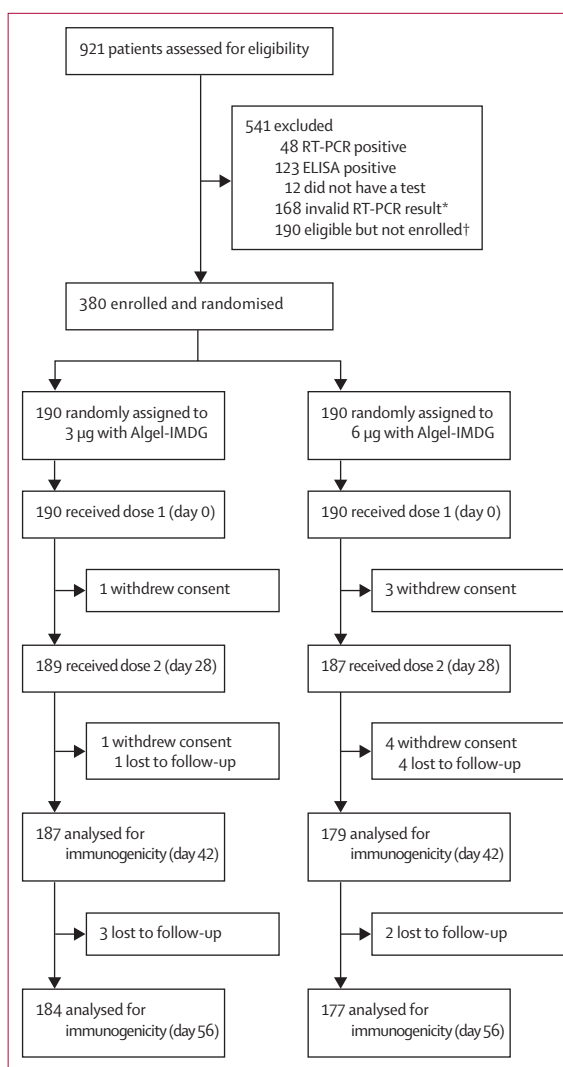 921 patients assessed for eligibility
541 excluded
48 RT-PCR positive
123 ELISA positive
12 did not have a test
168 invalid RT-PCR result*
190 eligible but not enrolled†
380 enrolled and randomised
190 randomly assigned to
3 µg with Algel-IMDG
190 randomly assigned to
6 µg with Algel-IMDG
190 received dose 1 (day 0)
190 received dose 1 (day 0)
1 withdrew consent
3 withdrew consent
189 received dose 2 (day 28)
187 received dose 2 (day 28)
1 withdrew consent
1 lost to follow-up
4 withdrew consent
4 lost to follow-up
187 analysed for
immunogenicity (day 42)
179 analysed for
immunogenicity (day 42)
3 lost to follow-up
2 lost to follow-up
184 analysed for
immunogenicity (day 56)
177 analysed for
immunogenicity (day 56)